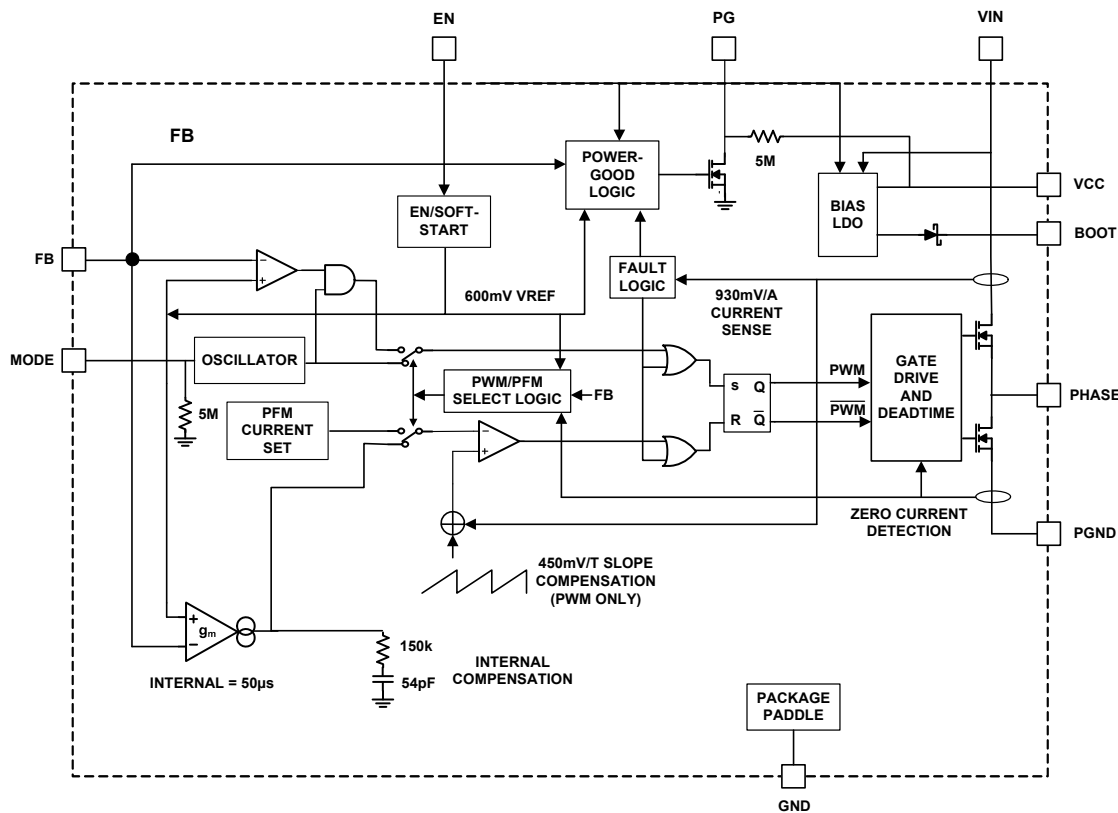 EN
PG
VIN
FB
POWER-
GOOD
LOGIC
5M
VCC
BIAS
LDO
BOOT
EN/SOFT-
START
FB
−
+
FAULT
LOGIC
600mV VREF
930mV/A
CURRENT
SENSE
MODE
OSCILLATOR
GATE
DRIVE
AND
DEADTIME
PWM
PWM
PHASE
5M
PWM/PFM
SELECT LOGIC
FB
S Q
R Q
PFM
CURRENT
SET
−
+
ZERO CURRENT
DETECTION
PGND
450mV/T SLOPE
COMPENSATION
(PWM ONLY)
+
gm
−
150k
54pF
INTERNAL = 50µs
INTERNAL
COMPENSATION
PACKAGE
PADDLE
GND